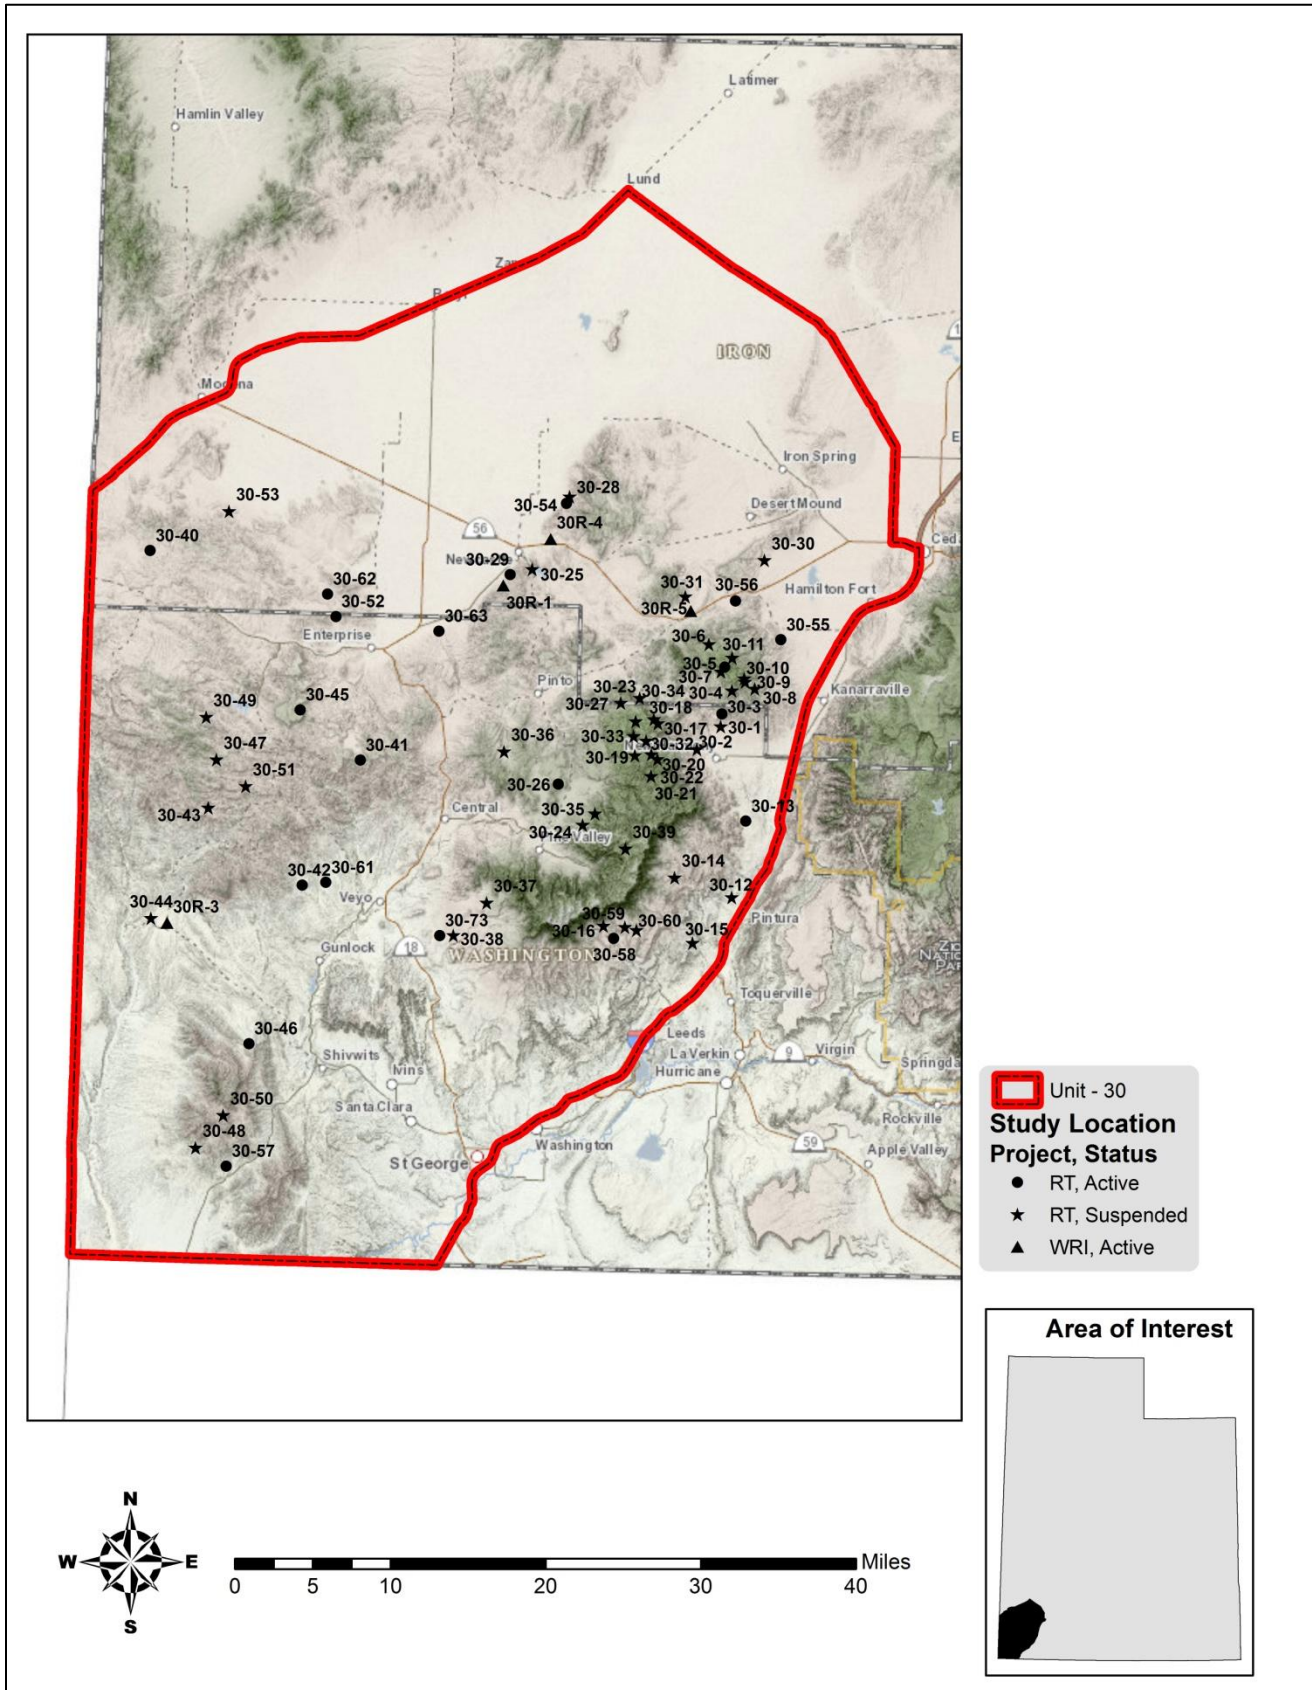 Latimer
Hamlin Valley
Lund
IRON
Iron Spring
30-53
30-28
30-54
Desert Mound
30-40
56
30R-4
30-30
30-29
30-25
30-62
30-31
30-56
Hamilton Fort
30R-1
30R-5
30-52
30-63
30-55
Enterprise
30-6
30-11
30-5
30-10
30-7
30-9
30-23
30-34
30-4
30-8
Pinto
Kanarraville
30-45
30-27
30-18
30-3
30-49
30-17
30-1
30-33
30-36
30-32
30-2
30-47
30-41
30-19
30-20
30-51
30-26
30-22
30-21
30-43
Central
30-35
30-13
30-24
30-39
30-14
30-42
30-61
30-37
30-12
Veyo
30-44
30R-3
Pintura
30-59
30-60
30-73
30-16
30-15
30-38
Gunlock
18
WASHINGTON
30-58
Toquerville
30-46
Leeds
Shivwits
La Verkin
9
Virgin
Hurricane
Ivins
30-50
Santa Clara
Rockville
30-48
Washington
30-57
59
Apple Valley
St George
Unit - 30
Study Location
Project, Status
RT, Active
RT, Suspended
WRI, Active
Area of Interest
N
W
E
S
Miles
0
5
10
20
30
40